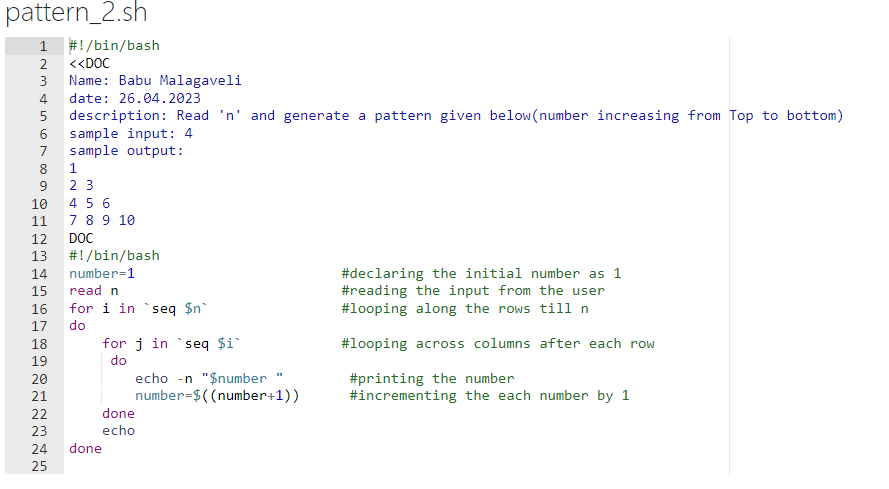 pattern_2.sh
1 #!/bin/bash
2 <<DOC
3 Name: Babu Malagaveli
4 date: 26.04.2023
5 description: Read 'n' and generate a pattern given below(number increasing from Top to bottom)
6 sample input: 4
7 sample output:
8 1
9 2 3
10 4 5 6
11 7 8 9 10
12 DOC
13 #!/bin/bash
14 number=1 #declaring the initial number as 1
15 read n #reading the input from the user
16 for i in `seq $n` #looping along the rows till n
17 do
18 for j in `seq $i` #looping across columns after each row
19 do
20 echo -n "$number " #printing the number
21 number=$((number+1)) #incrementing the each number by 1
22 done
23 echo
24 done
25